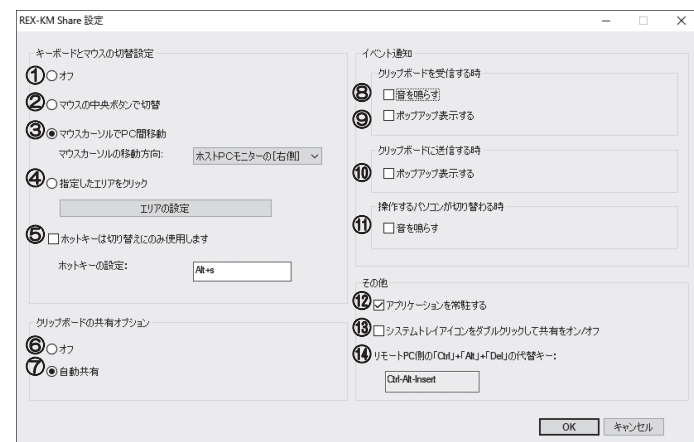 REX-KM Share 設定
キーボードとマウスの切替設定
①オフ
②マウスの中央ボタンで切替
③マウスカーソルでPC間移動
マウスカーソルの移動方向: ホストPCモニターの[右側]
④指定したエリアをクリック
エリアの設定
⑤ホットキーは切り替えにのみ使用します
ホットキーの設定: Alt+s
クリップボードの共有オプション
⑥オフ
⑦自動共有
イベント通知
クリップボードを受信する時
⑧音を鳴らす
⑨ポップアップ表示する
クリップボードに送信する時
⑩ポップアップ表示する
操作するパソコンが切り替わる時
⑪音を鳴らす
その他
⑫アプリケーションを常駐する
⑬システムトレイアイコンをダブルクリックして共有をオン/オフ
⑭リモートPC側の「Ctrl」+「Alt」+「Del」の代替キー:
Ctrl-Alt-Insert
OK キャンセル